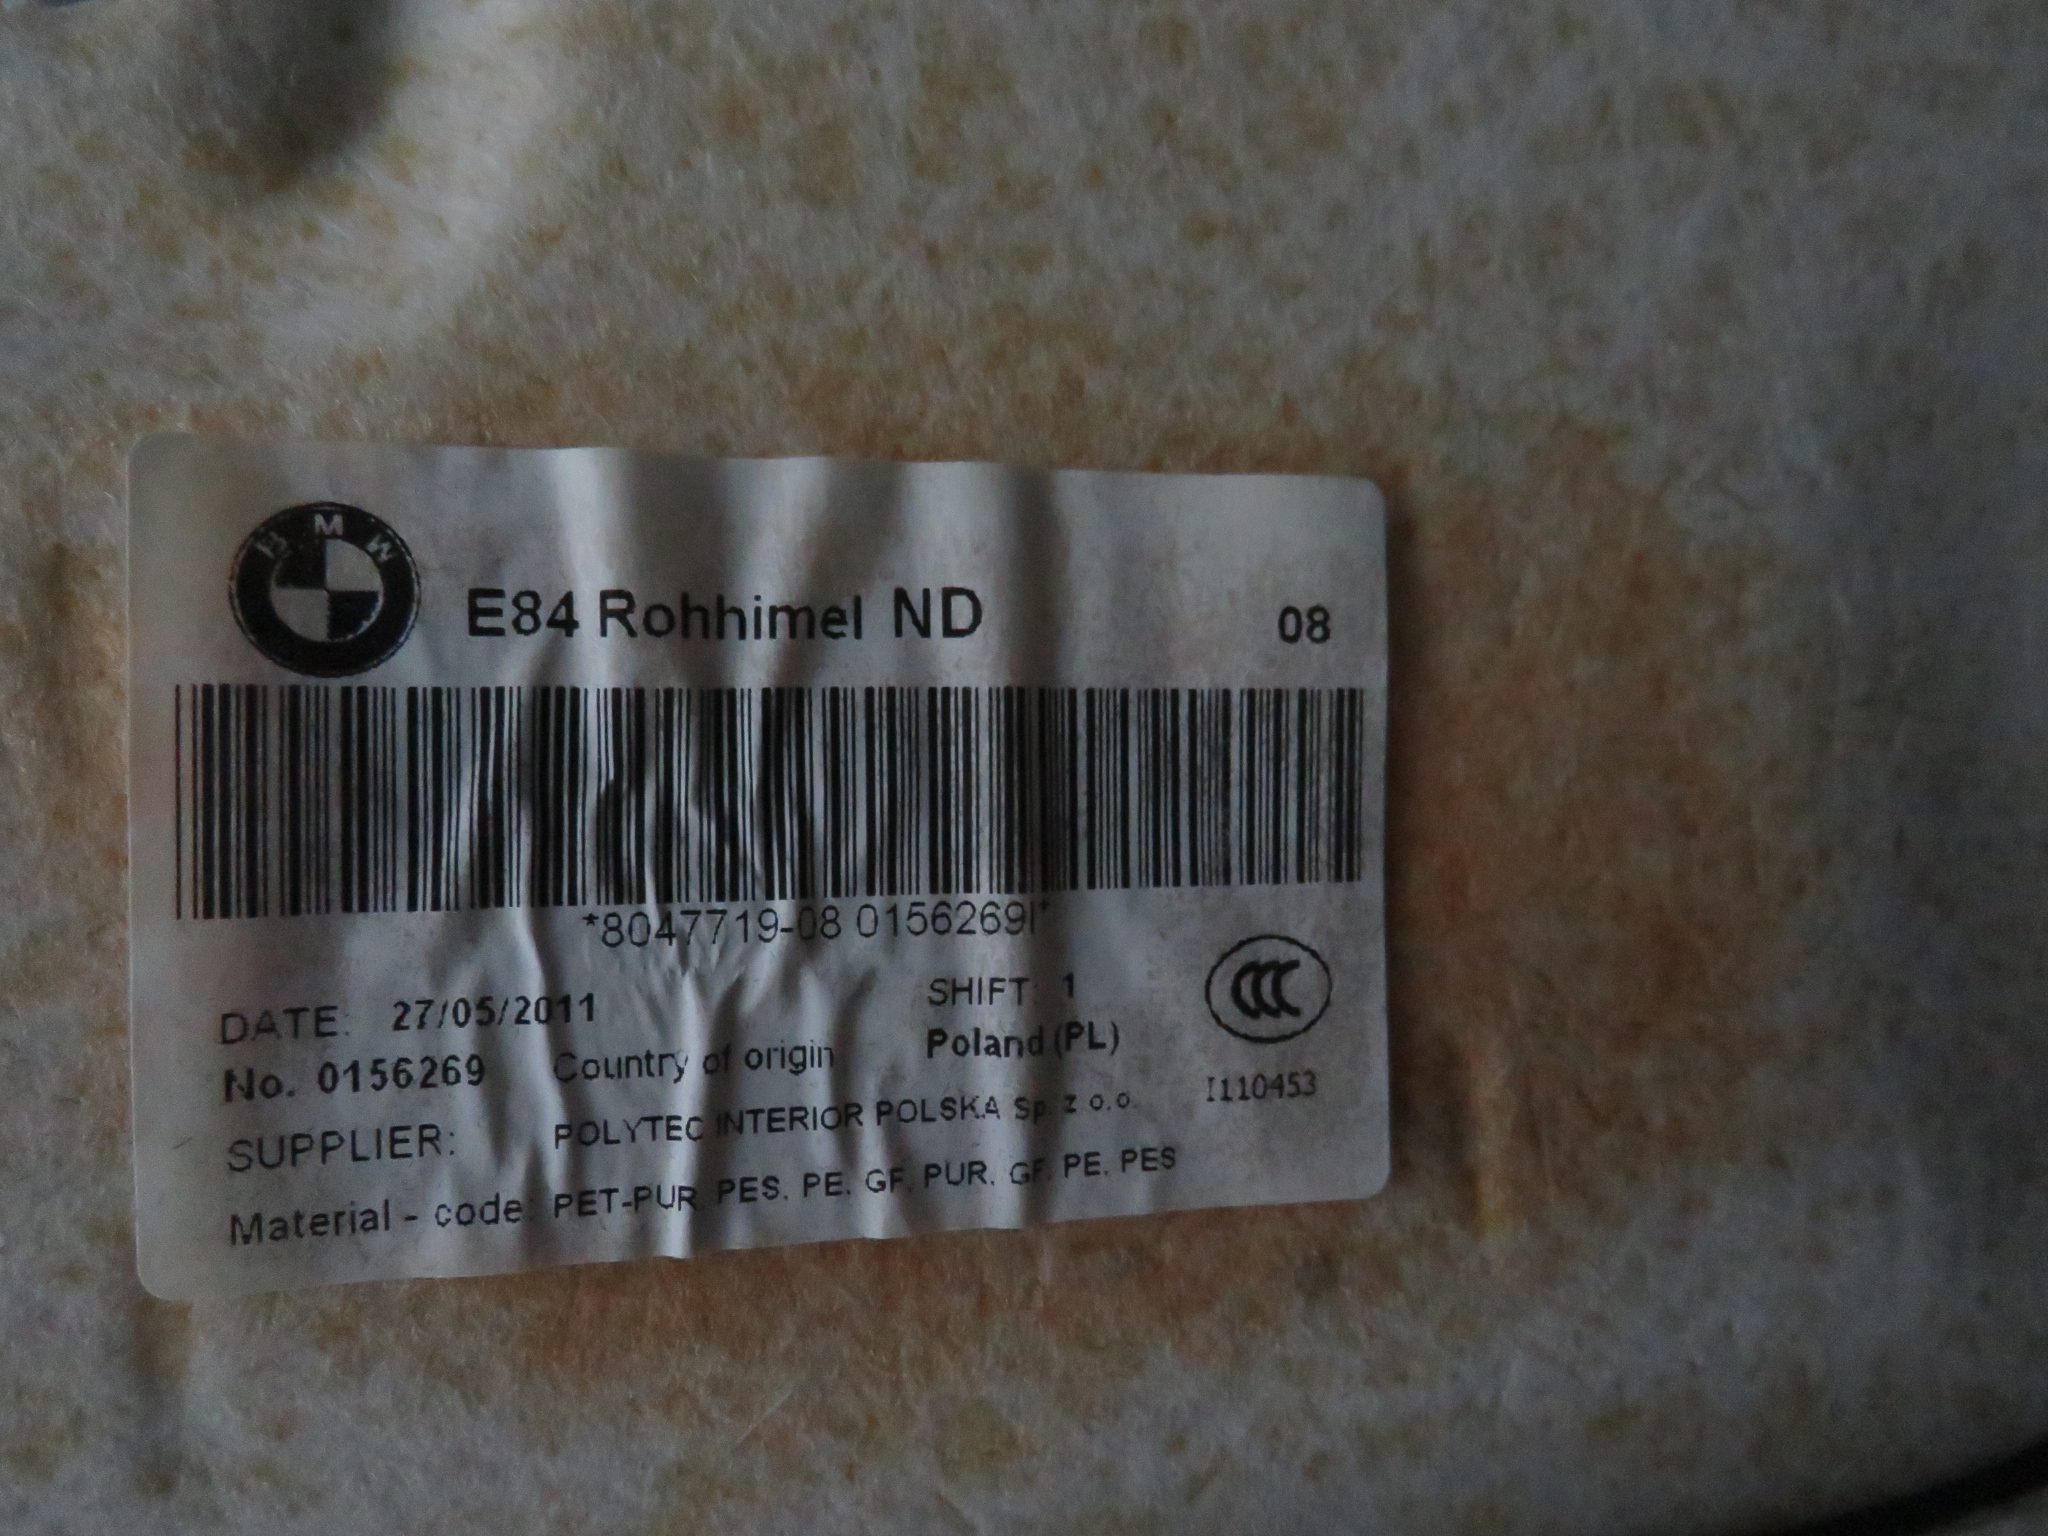 BMW
E84 Rohhimel ND 08
*8047719-08 0156269I*
DATE: 27/05/2011 SHIFT: 1
No. 0156269 Country of origin Poland (PL)
I110453
SUPPLIER: POLYTEC INTERIOR POLSKA Sp. z o.o.
Material - code: PET-PUR, PES, PE, GF, PUR, GF, PE, PES